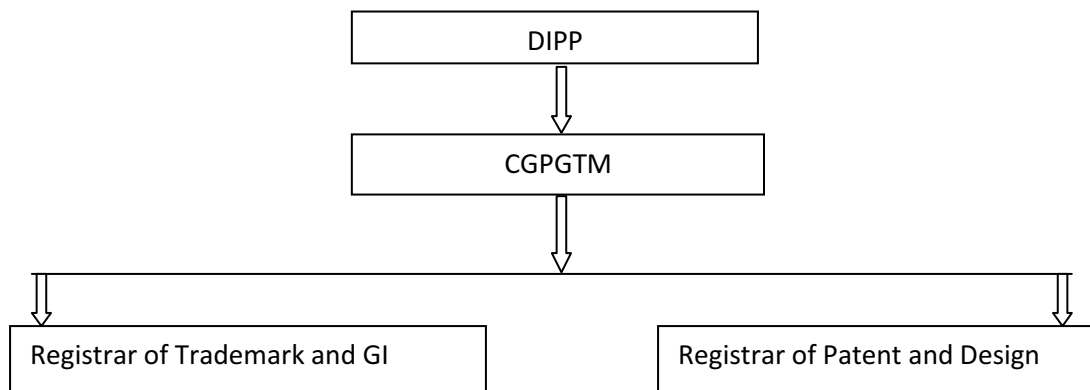 DIPP
CGPGTM
Registrar of Trademark and GI
Registrar of Patent and Design